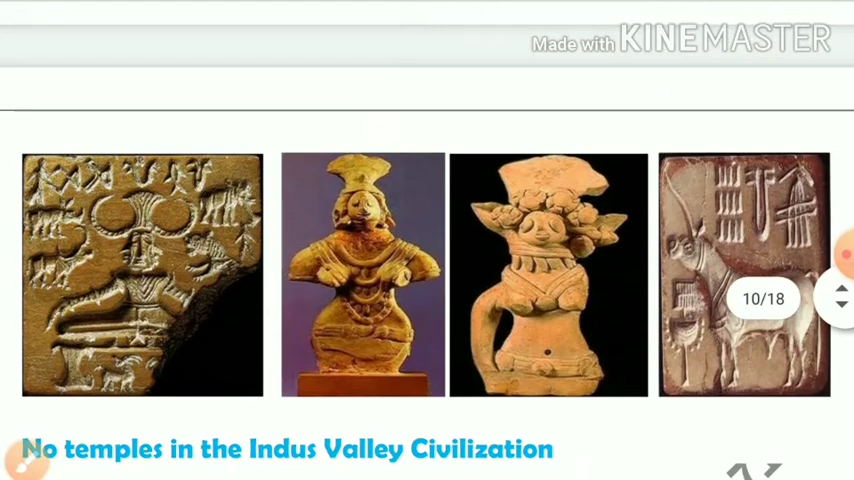 Made with KINEMASTER
10/18
No temples in the Indus Valley Civilization